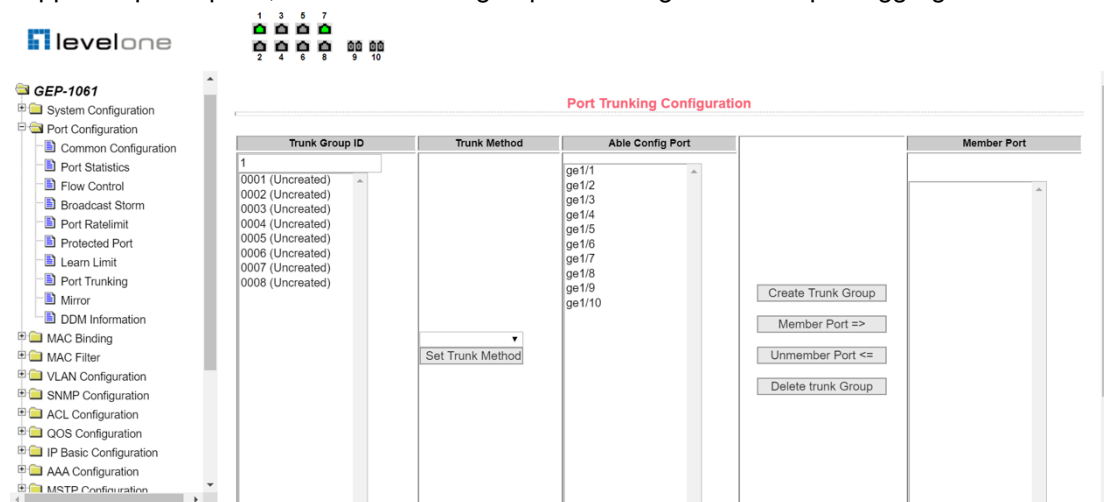 1 3 5 7
levelone
2 4 6 8 9 10
GEP-1061
System Configuration
Port Configuration
Common Configuration
Port Statistics
Flow Control
Broadcast Storm
Port Ratelimit
Protected Port
Learn Limit
Port Trunking
Mirror
DDM Information
MAC Binding
MAC Filter
VLAN Configuration
SNMP Configuration
ACL Configuration
QOS Configuration
IP Basic Configuration
AAA Configuration
MSTP Configuration
Port Trunking Configuration
Trunk Group ID
1
0001 (Uncreated)
0002 (Uncreated)
0003 (Uncreated)
0004 (Uncreated)
0005 (Uncreated)
0006 (Uncreated)
0007 (Uncreated)
0008 (Uncreated)
Trunk Method
Set Trunk Method
Able Config Port
ge1/1
ge1/2
ge1/3
ge1/4
ge1/5
ge1/6
ge1/7
ge1/8
ge1/9
ge1/10
Create Trunk Group
Member Port =>
Unmember Port <=
Delete trunk Group
Member Port